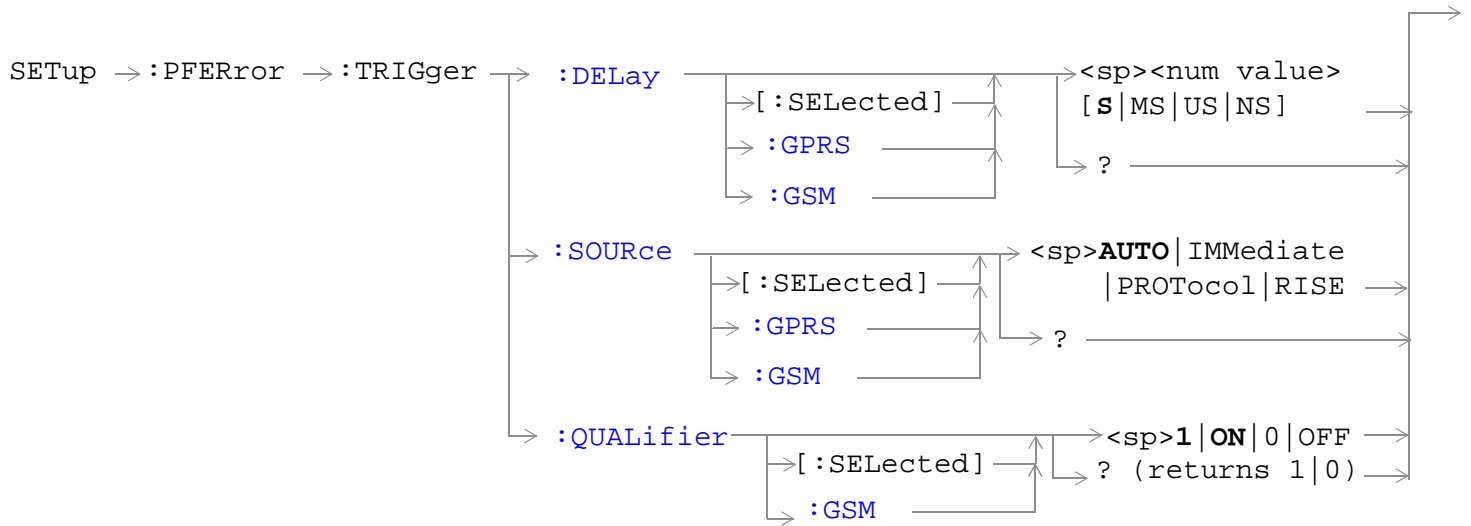 SETup :PFERror :TRIGger :DELay <sp><num value>
[:SELected] [S|MS|US|NS]
:GPRS ?
:GSM
:SOURce <sp>AUTO|IMMediate
[:SELected] |PROTocol|RISE
:GPRS ?
:GSM
:QUALifier <sp>1|ON|0|OFF
[:SELected] ? (returns 1|0)
:GSM